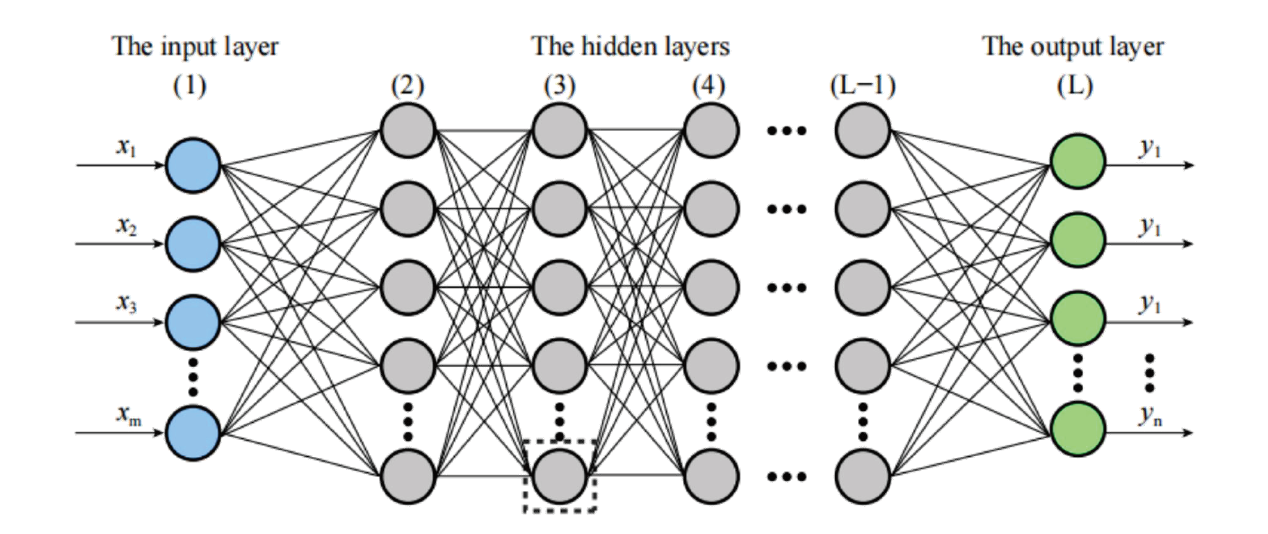 The input layer
The hidden layers
The output layer
(1)
(2)
(3)
(4)
(L−1)
(L)
x₁
y₁
x₂
y₁
x₃
y₁
xₘ
yₙ